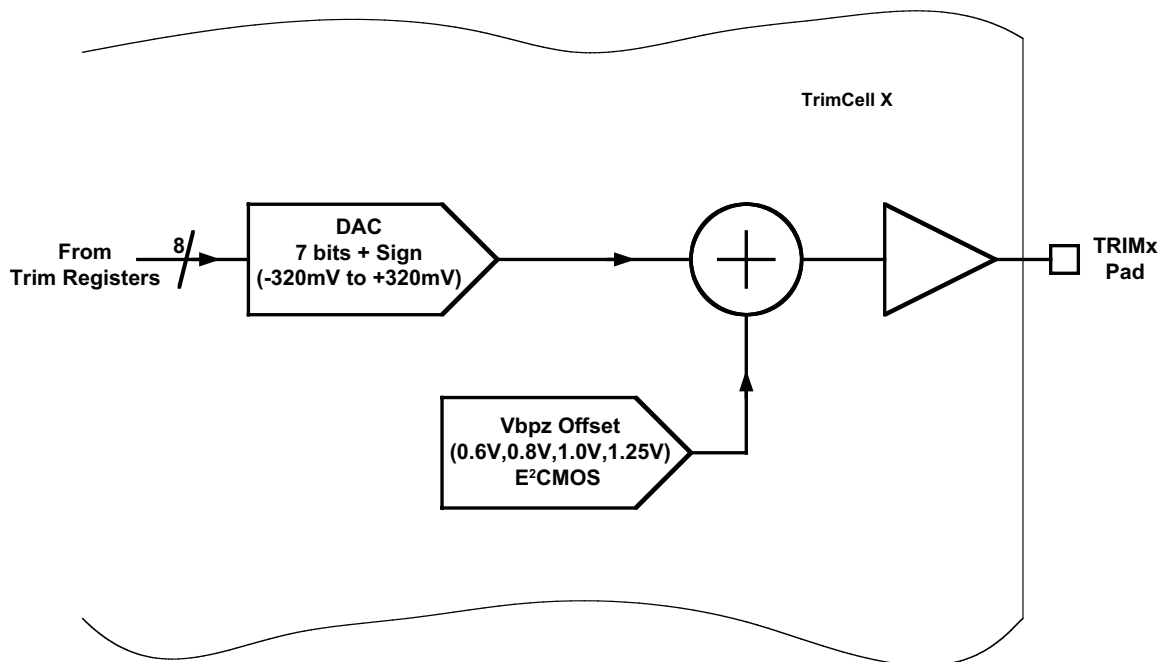 TrimCell X
DAC
7 bits + Sign
(-320mV to +320mV)
8
From
Trim Registers
TRIMx
Pad
Vbpz Offset
(0.6V,0.8V,1.0V,1.25V)
E²CMOS